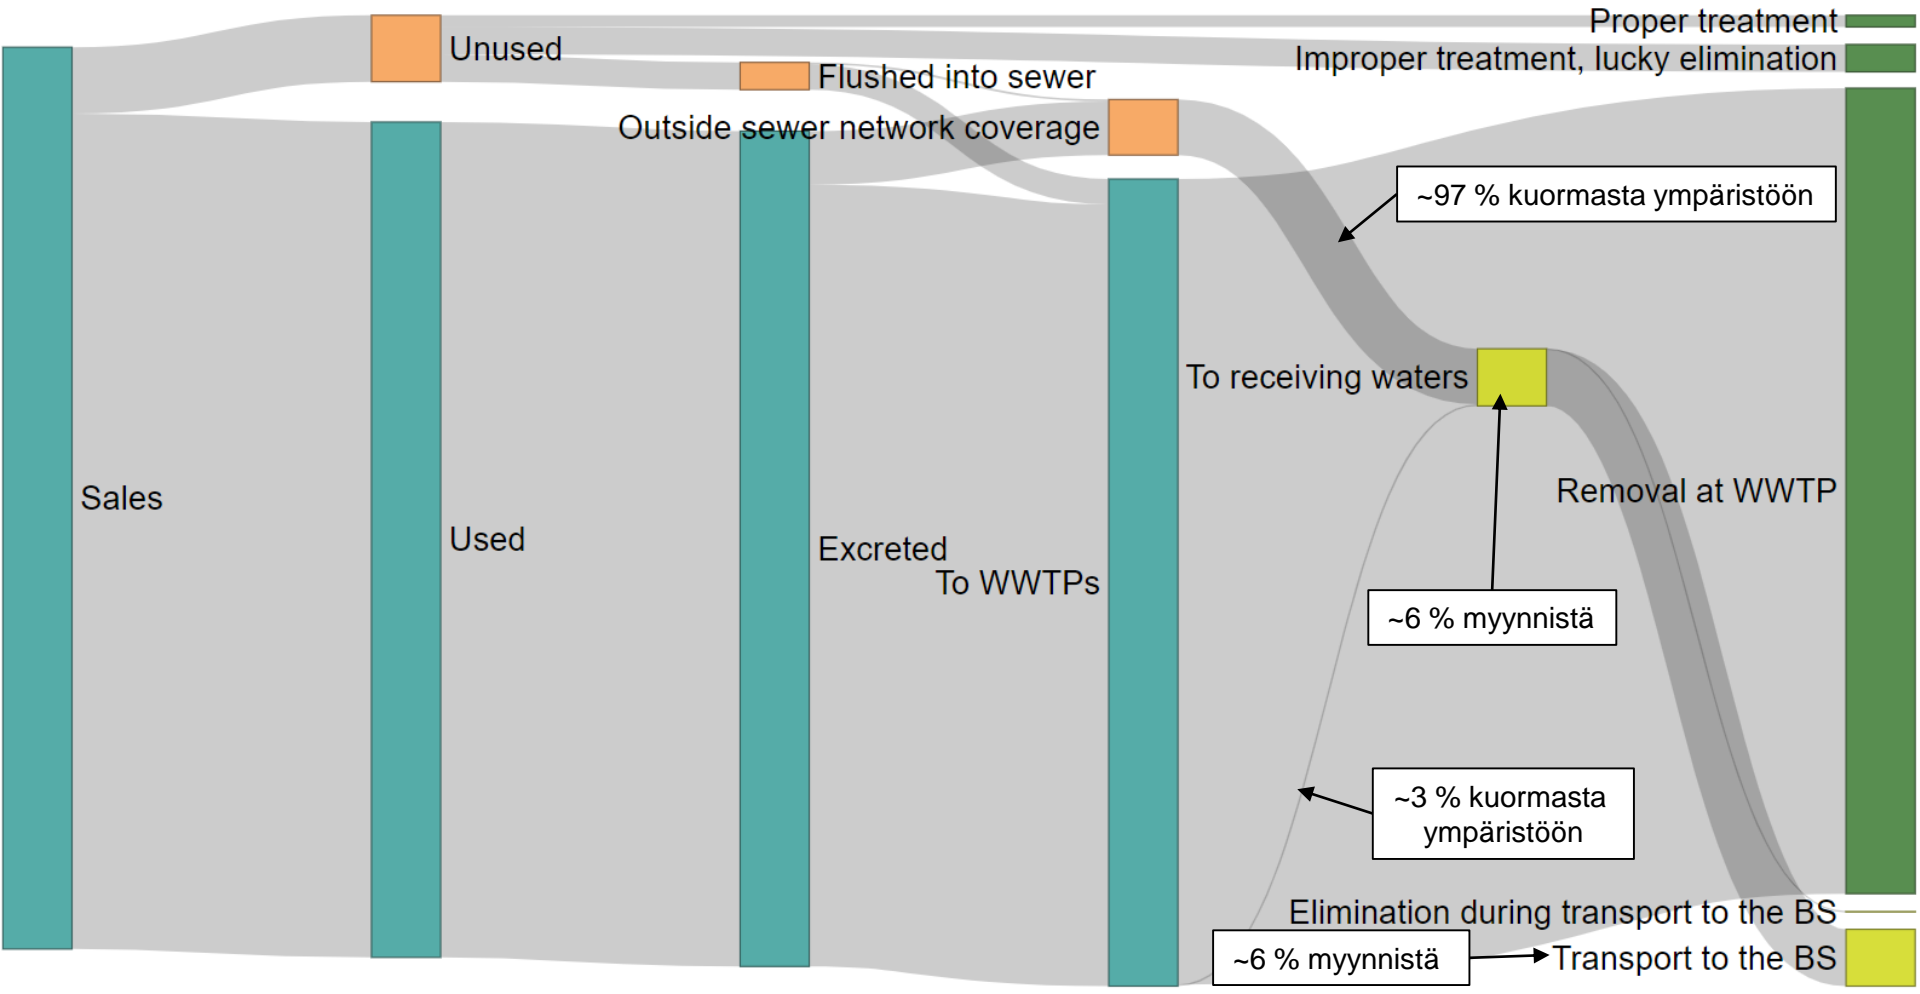 Proper treatment
Unused
Improper treatment, lucky elimination
Flushed into sewer
Outside sewer network coverage
~97 % kuormasta ympäristöön
To receiving waters
Sales
Removal at WWTP
Used
Excreted
To WWTPs
~6 % myynnistä
~3 % kuormasta
ympäristöön
Elimination during transport to the BS
~6 % myynnistä
Transport to the BS